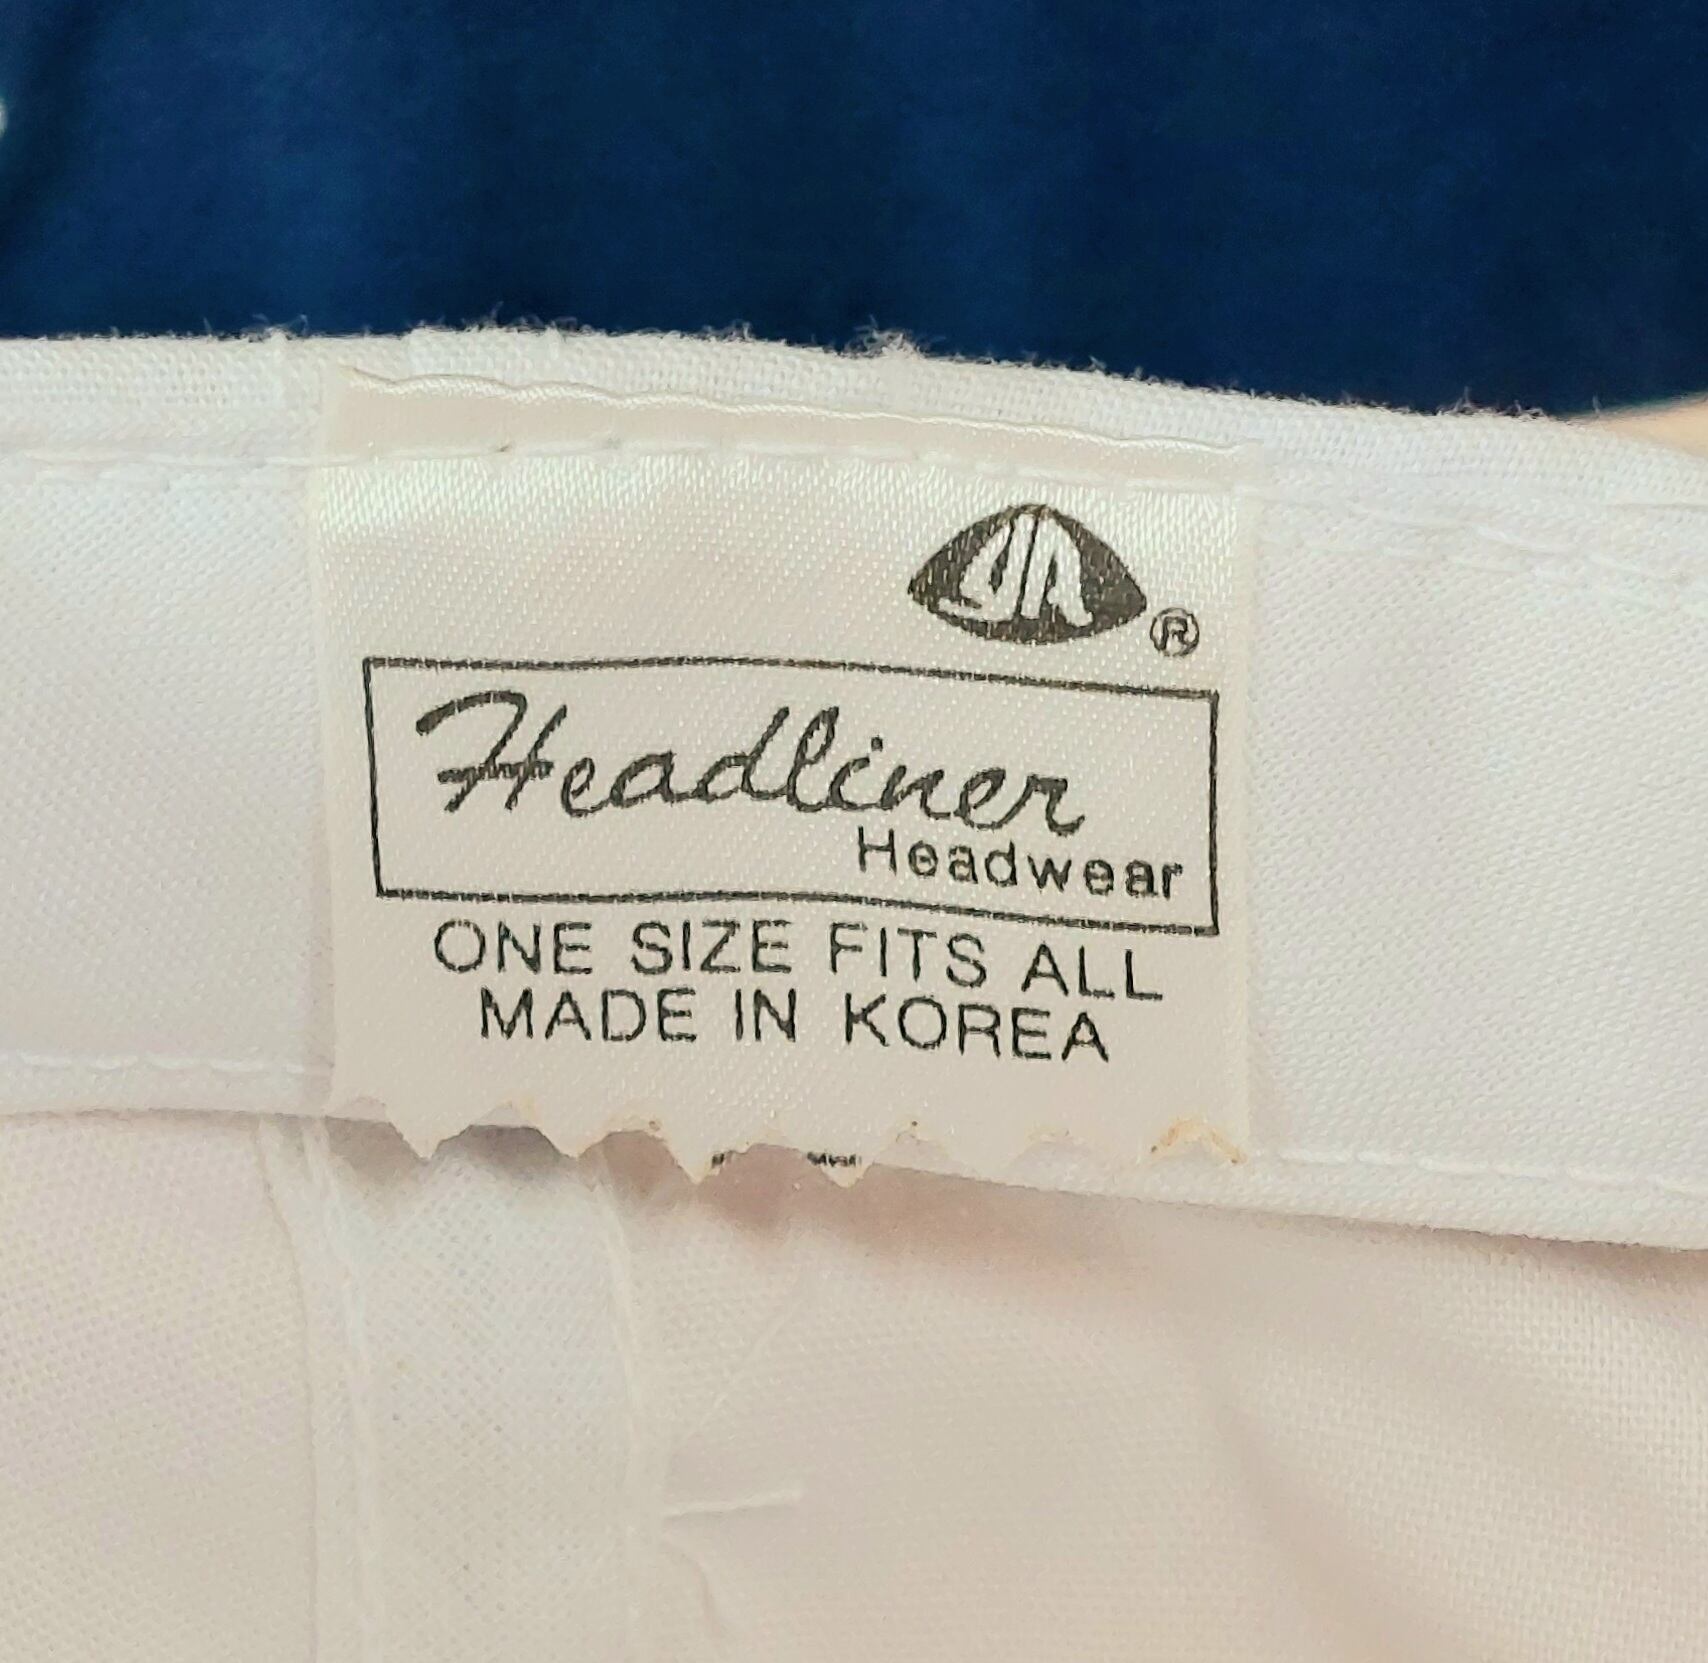 ®
Headliner
Headwear
ONE SIZE FITS ALL
MADE IN KOREA